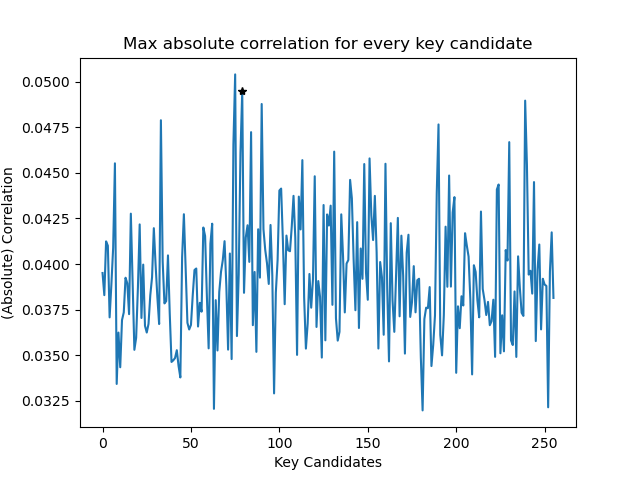 Max absolute correlation for every key candidate
(Absolute) Correlation
0.0500
0.0475
0.0450
0.0425
0.0400
0.0375
0.0350
0.0325
0 50 100 150 200 250
Key Candidates